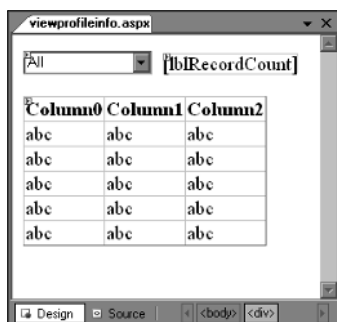 viewprofileinfo.aspx
All [lblRecordCount]
Column0 Column1 Column2
abc abc abc
abc abc abc
abc abc abc
abc abc abc
abc abc abc
Design Source <body> <div>